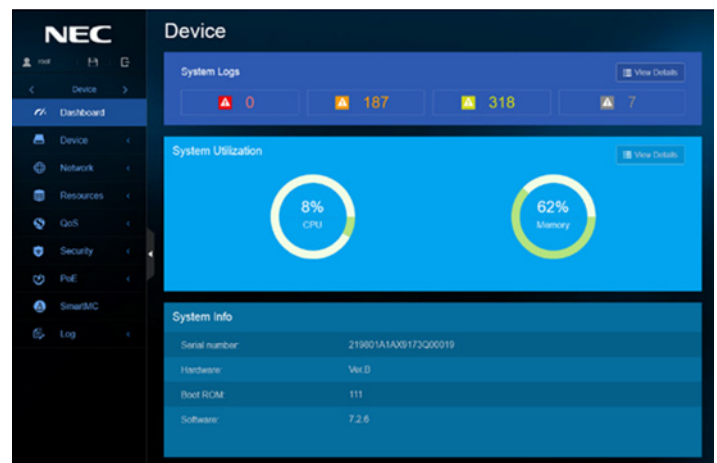 NEC
root
Device
Dashboard
Device
Network
Resources
QoS
Security
PoE
SmartMC
Log
Device
System Logs
View Details
0 187 318 7
System Utilization
View Details
8%
CPU
62%
Memory
System Info
Serial number: 219801A1AX9173Q00019
Hardware: Ver.D
Boot ROM: 111
Software: 7.2.6